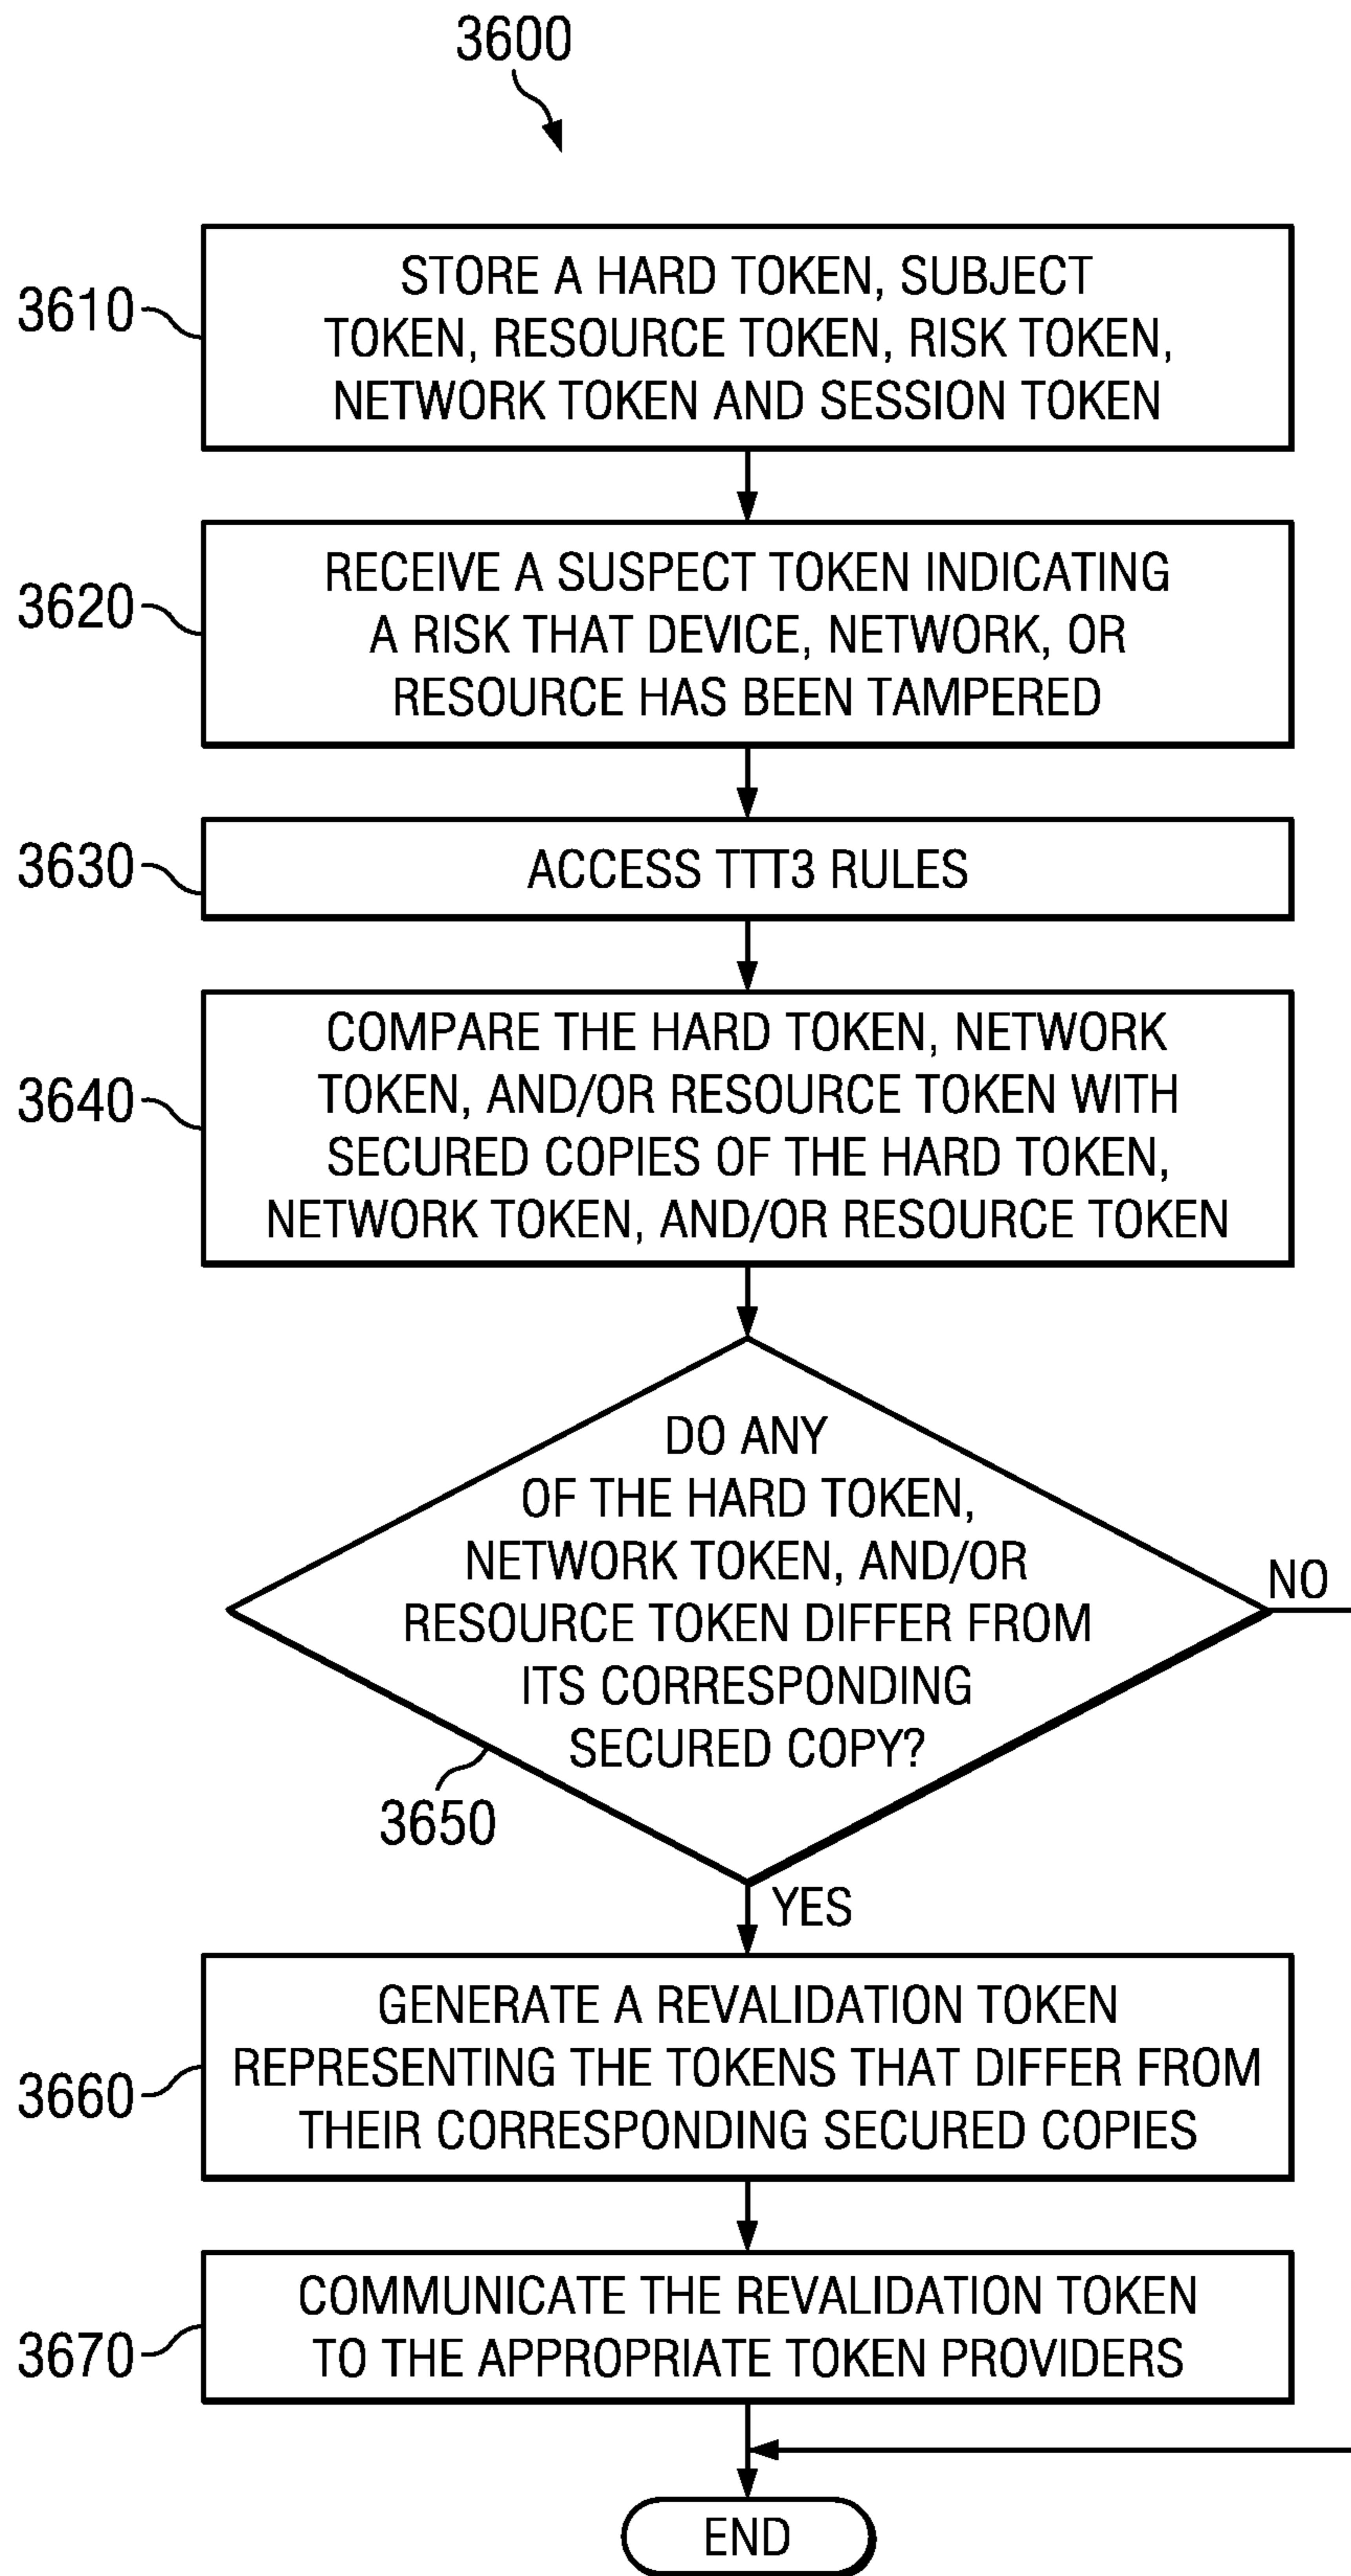 3600
3610
STORE A HARD TOKEN, SUBJECT
TOKEN, RESOURCE TOKEN, RISK TOKEN,
NETWORK TOKEN AND SESSION TOKEN
3620
RECEIVE A SUSPECT TOKEN INDICATING
A RISK THAT DEVICE, NETWORK, OR
RESOURCE HAS BEEN TAMPERED
3630
ACCESS TTT3 RULES
3640
COMPARE THE HARD TOKEN, NETWORK
TOKEN, AND/OR RESOURCE TOKEN WITH
SECURED COPIES OF THE HARD TOKEN,
NETWORK TOKEN, AND/OR RESOURCE TOKEN
DO ANY
OF THE HARD TOKEN,
NETWORK TOKEN, AND/OR
RESOURCE TOKEN DIFFER FROM
ITS CORRESPONDING
SECURED COPY?
NO
3650
YES
3660
GENERATE A REVALIDATION TOKEN
REPRESENTING THE TOKENS THAT DIFFER FROM
THEIR CORRESPONDING SECURED COPIES
3670
COMMUNICATE THE REVALIDATION TOKEN
TO THE APPROPRIATE TOKEN PROVIDERS
END